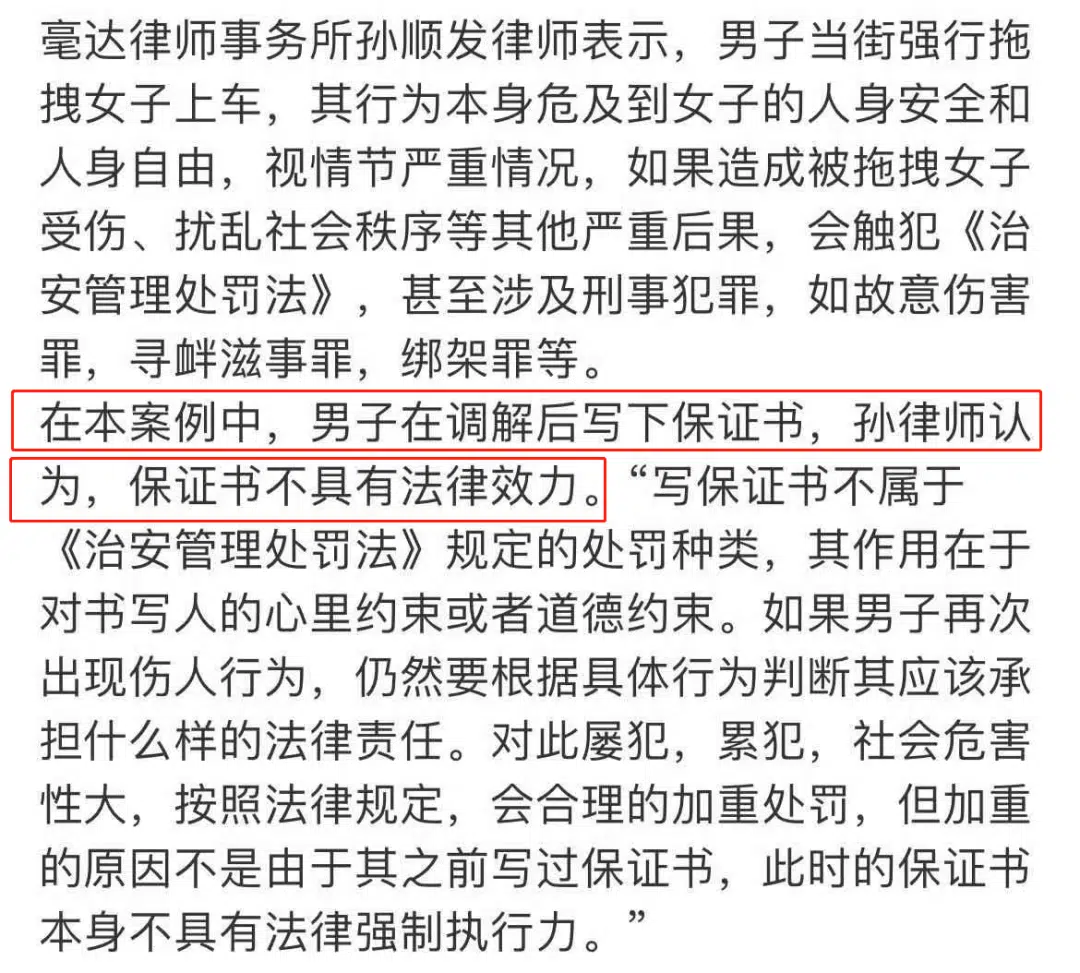 毫达律师事务所孙顺发律师表示，男子当街强行拖
拽女子上车，其行为本身危及到女子的人身安全和
人身自由，视情节严重情况，如果造成被拖拽女子
受伤、扰乱社会秩序等其他严重后果，会触犯《治
安管理处罚法》，甚至涉及刑事犯罪，如故意伤害
罪，寻衅滋事罪，绑架罪等。
在本案例中，男子在调解后写下保证书，孙律师认
为，保证书不具有法律效力。“写保证书不属于
《治安管理处罚法》规定的处罚种类，其作用在于
对书写人的心里约束或者道德约束。如果男子再次
出现伤人行为，仍然要根据具体行为判断其应该承
担什么样的法律责任。对此屡犯，累犯，社会危害
性大，按照法律规定，会合理的加重处罚，但加重
的原因不是由于其之前写过保证书，此时的保证书
本身不具有法律强制执行力。”